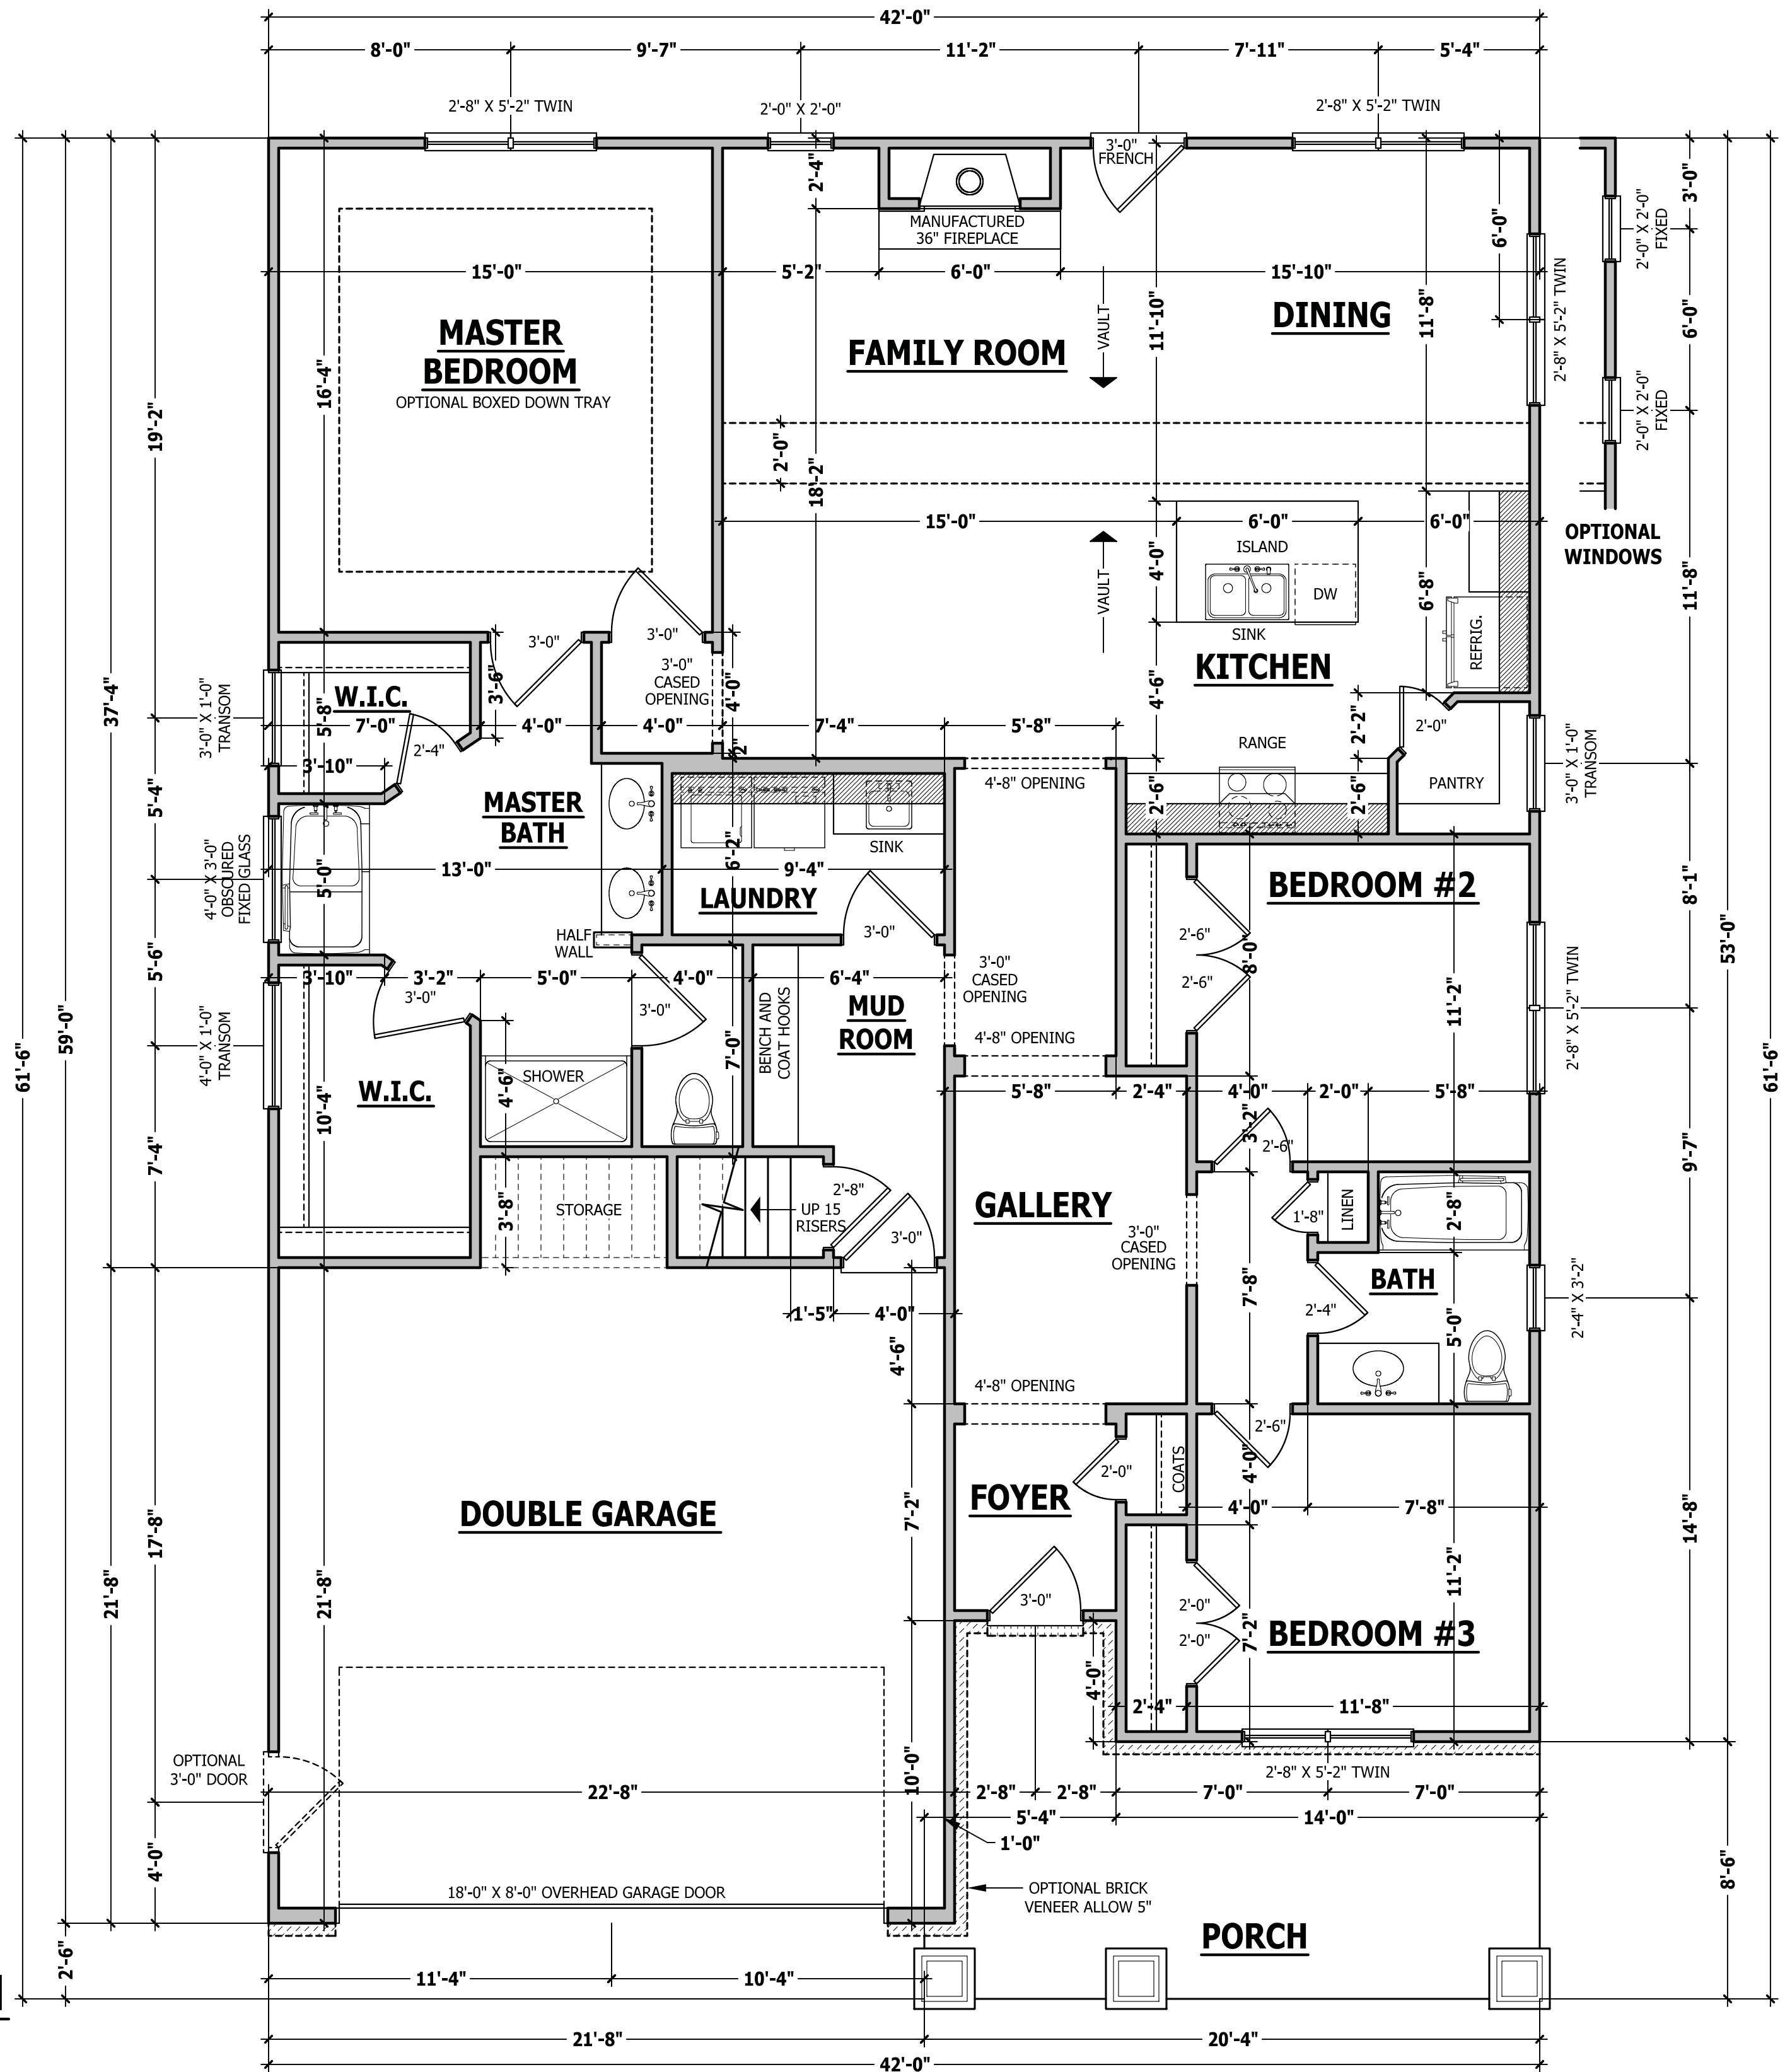 42'-0"
8'-0"
9'-7"
11'-2"
7'-11"
5'-4"
2'-8" X 5'-2" TWIN
2'-0" X 2'-0"
2'-8" X 5'-2" TWIN
3'-0"
FRENCH
2'-4"
MANUFACTURED
36" FIREPLACE
6'-0"
3'-0"
2'-0" X 2'-0"
FIXED
15'-0"
5'-2"
6'-0"
15'-10"
2'-8" X 5'-2" TWIN
6'-0"
MASTER
BEDROOM
OPTIONAL BOXED DOWN TRAY
16'-4"
FAMILY ROOM
VAULT
11'-10"
DINING
11'-8"
2'-0" X 2'-0"
FIXED
19'-2"
2'-0"
18'-2"
15'-0"
6'-0"
6'-0"
OPTIONAL
WINDOWS
VAULT
4'-0"
ISLAND
DW
SINK
6'-8"
REFRIG.
11'-8"
37'-4"
3'-0"
3'-0"
3'-0"
CASED
OPENING
3'-6"
4'-0"
KITCHEN
4'-6"
3'-0" X 1'-0"
TRANSOM
W.I.C.
5'-8"
7'-0"
4'-0"
4'-0"
7'-4"
5'-8"
2'-4"
3'-10"
2"
RANGE
2'-2"
2'-0"
4'-8" OPENING
PANTRY
3'-0" X 1'-0"
TRANSOM
5'-4"
MASTER
BATH
2'-6"
2'-6"
SINK
6'-2"
4'-0" X 3'-0"
OBSCURED
FIXED GLASS
5'-0"
13'-0"
9'-4"
LAUNDRY
BEDROOM #2
8'-1"
53'-0"
HALF
WALL
3'-0"
2'-6"
8'-0"
2'-6"
5'-6"
3'-10"
3'-2"
5'-0"
4'-0"
6'-4"
3'-0"
CASED
OPENING
3'-0"
3'-0"
BENCH AND
COAT HOOKS
MUD
ROOM
4'-8" OPENING
11'-2"
2'-8" X 5'-2" TWIN
61'-6"
59'-0"
4'-0" X 1'-0"
TRANSOM
7'-0"
61'-6"
W.I.C.
10'-4"
4'-6"
SHOWER
5'-8"
2'-4"
4'-0"
2'-0"
5'-8"
3'-2"
2'-6"
7'-4"
9'-7"
3'-8"
STORAGE
UP 15
RISERS
2'-8"
3'-0"
GALLERY
3'-0"
CASED
OPENING
1'-8"
LINEN
2'-8"
7'-8"
BATH
2'-4"
5'-0"
2'-4" X 3'-2"
1'-5"
4'-0"
4'-6"
4'-8" OPENING
2'-6"
4'-0"
DOUBLE GARAGE
FOYER
2'-0"
COATS
4'-0"
7'-8"
7'-2"
17'-8"
14'-8"
21'-8"
21'-8"
3'-0"
2'-0"
2'-0"
7'-2"
11'-2"
BEDROOM #3
4'-0"
2'-4"
11'-8"
OPTIONAL
3'-0" DOOR
2'-8" X 5'-2" TWIN
10'-0"
22'-8"
2'-8"
2'-8"
7'-0"
7'-0"
5'-4"
14'-0"
1'-0"
4'-0"
8'-6"
18'-0" X 8'-0" OVERHEAD GARAGE DOOR
OPTIONAL BRICK
VENEER ALLOW 5"
PORCH
2'-6"
11'-4"
10'-4"
21'-8"
20'-4"
42'-0"